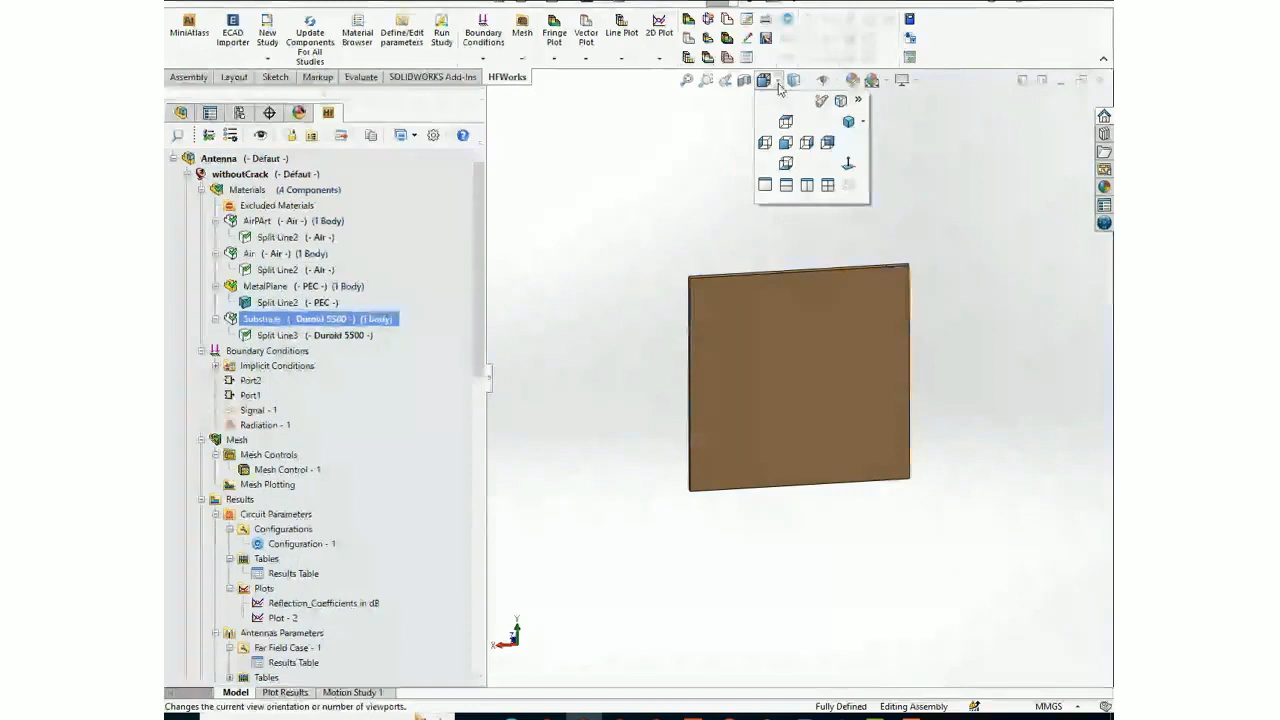 MiniAtlass
ECAD Importer
New Study
Update Components For All Studies
Material Browser
Define/Edit parameters
Run Study
Boundary Conditions
Mesh
Fringe Plot
Vector Plot
Line Plot
2D Plot
Assembly Layout Sketch Markup Evaluate SOLIDWORKS Add-Ins HFWorks
Antenna (- Défaut -)
withoutCrack (- Défaut -)
Materials (4 Components)
Excluded Materials
AirPArt (- Air -) (1 Body)
Split Line2 (- Air -)
Air (- Air -) (1 Body)
Split Line2 (- Air -)
MetalPlane (- PEC -) (1 Body)
Split Line2 (- PEC -)
Substrate (- Duroid 5500 -) (1 Body)
Split Line3 (- Duroid 5500 -)
Boundary Conditions
Implicit Conditions
Port2
Port1
Signal - 1
Radiation - 1
Mesh
Mesh Controls
Mesh Control - 1
Mesh Plotting
Results
Circuit Parameters
Configurations
Configuration - 1
Tables
Results Table
Plots
Reflection_Coefficients in dB
Plot - 2
Antennas Parameters
Far Field Case - 1
Results Table
Tables
Y
X
Z
Model Plot Results Motion Study 1
Changes the current view orientation or number of viewports.
Fully Defined Editing Assembly MMGS